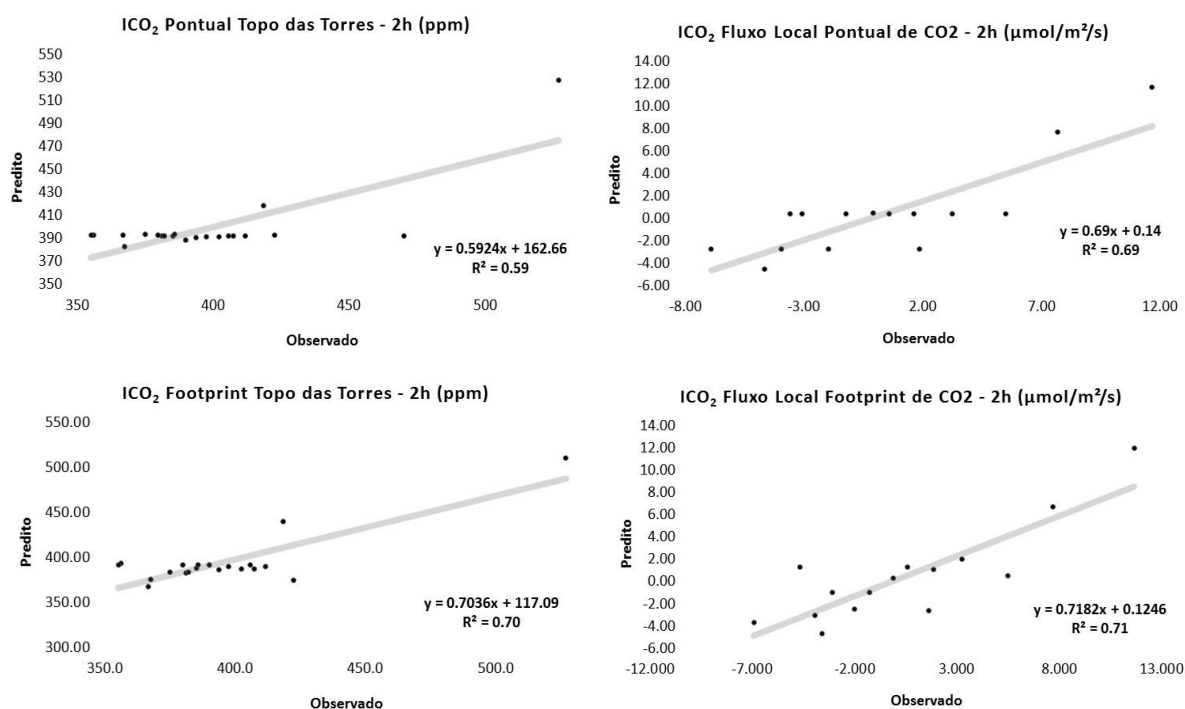 ICO₂ Pontual Topo das Torres - 2h (ppm)
550
530
510
490
470
450
430
410
390
370
350
Predito
350
400
450
500
Observado
y = 0.5924x + 162.66
R² = 0.59
ICO₂ Fluxo Local Pontual de CO2 - 2h (µmol/m²/s)
14.00
12.00
10.00
8.00
6.00
4.00
2.00
0.00
-2.00
-4.00
-6.00
Predito
-8.00
-3.00
2.00
7.00
12.00
Observado
y = 0.69x + 0.14
R² = 0.69
ICO₂ Footprint Topo das Torres - 2h (ppm)
550.00
500.00
450.00
400.00
350.00
300.00
Predito
350.0
400.0
450.0
500.0
Observado
y = 0.7036x + 117.09
R² = 0.70
ICO₂ Fluxo Local Footprint de CO2 - 2h (µmol/m²/s)
14.00
12.00
10.00
8.00
6.00
4.00
2.00
0.00
-2.00
-4.00
-6.00
Predito
-12.000
-7.000
-2.000
3.000
8.000
13.000
Observado
y = 0.7182x + 0.1246
R² = 0.71